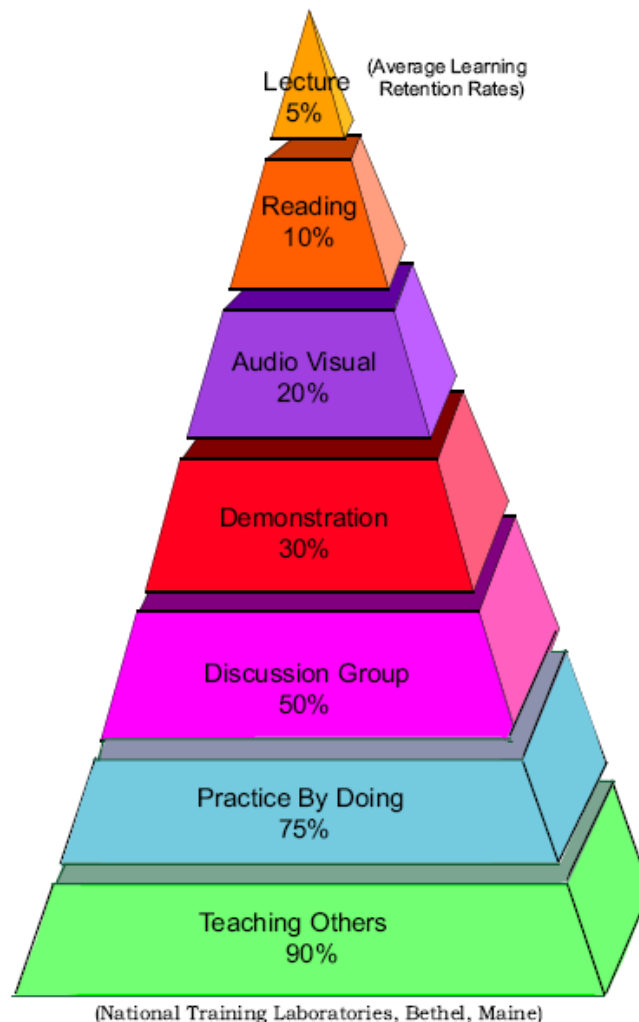 Lecture
5%
(Average Learning
Retention Rates)
Reading
10%
Audio Visual
20%
Demonstration
30%
Discussion Group
50%
Practice By Doing
75%
Teaching Others
90%
(National Training Laboratories, Bethel, Maine)